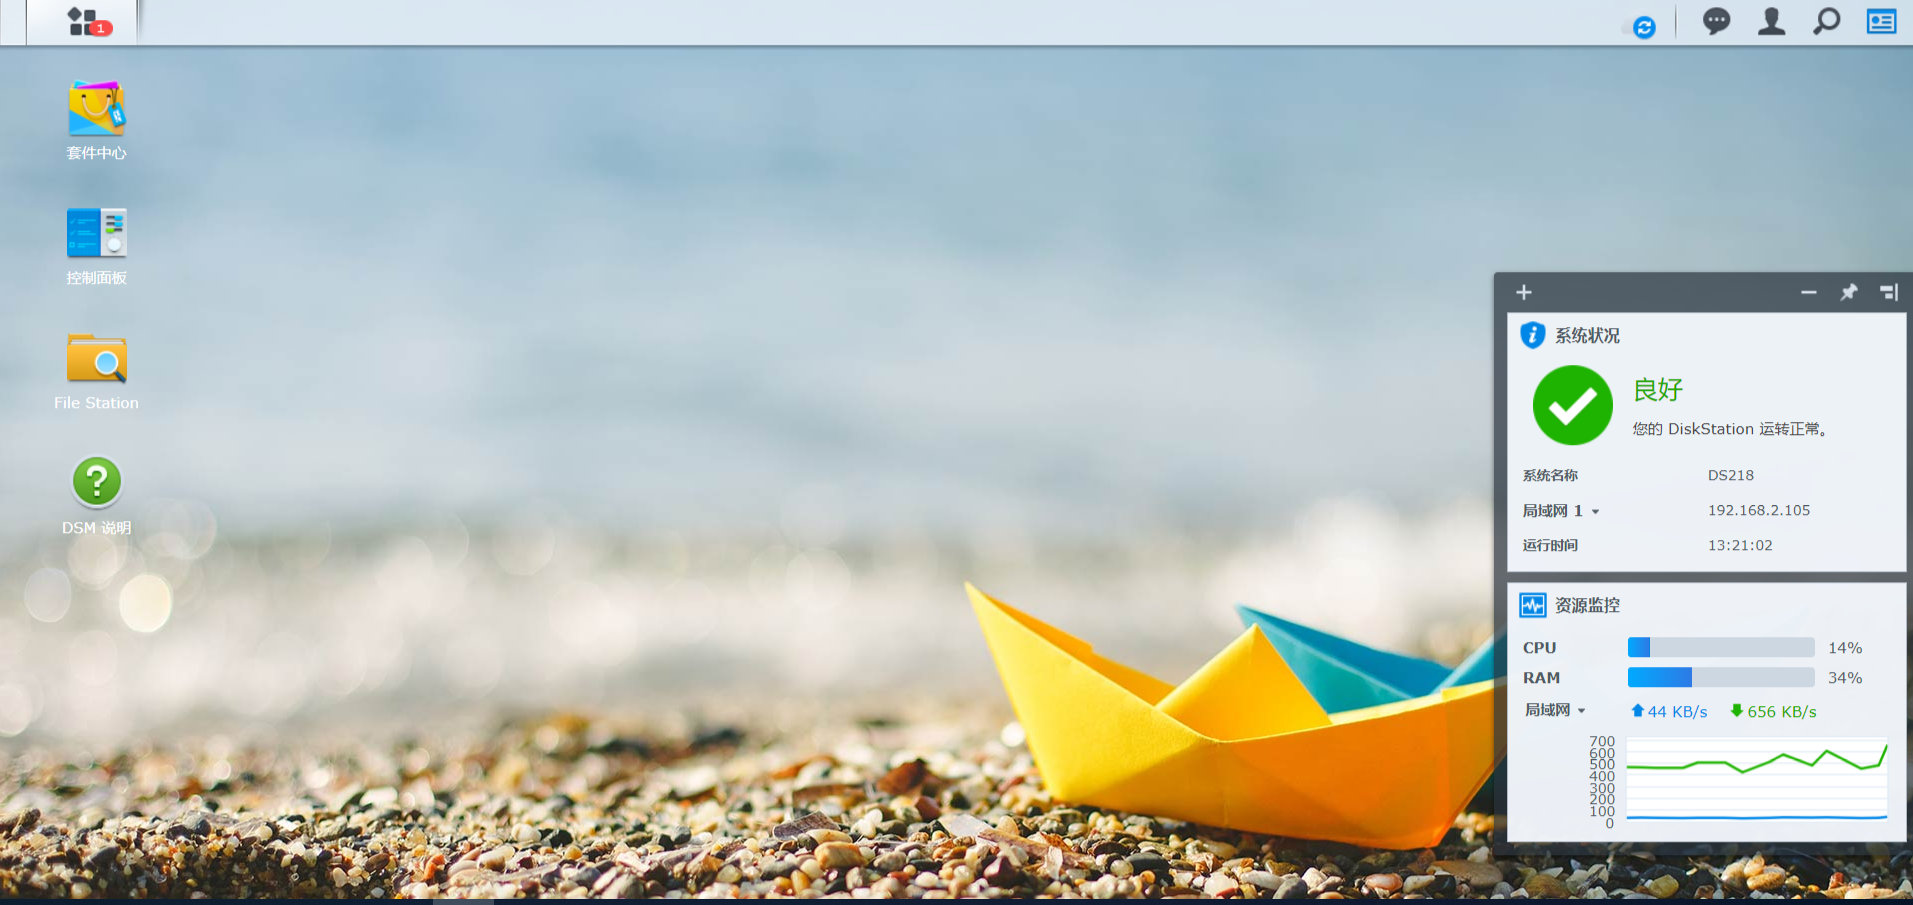 1
套件中心
控制面板
File Station
DSM 说明
系统状况
良好
您的 DiskStation 运转正常。
系统名称 DS218
局域网 1 192.168.2.105
运行时间 13:21:02
资源监控
CPU 14%
RAM 34%
局域网 44 KB/s 656 KB/s
700
600
500
400
300
200
100
0